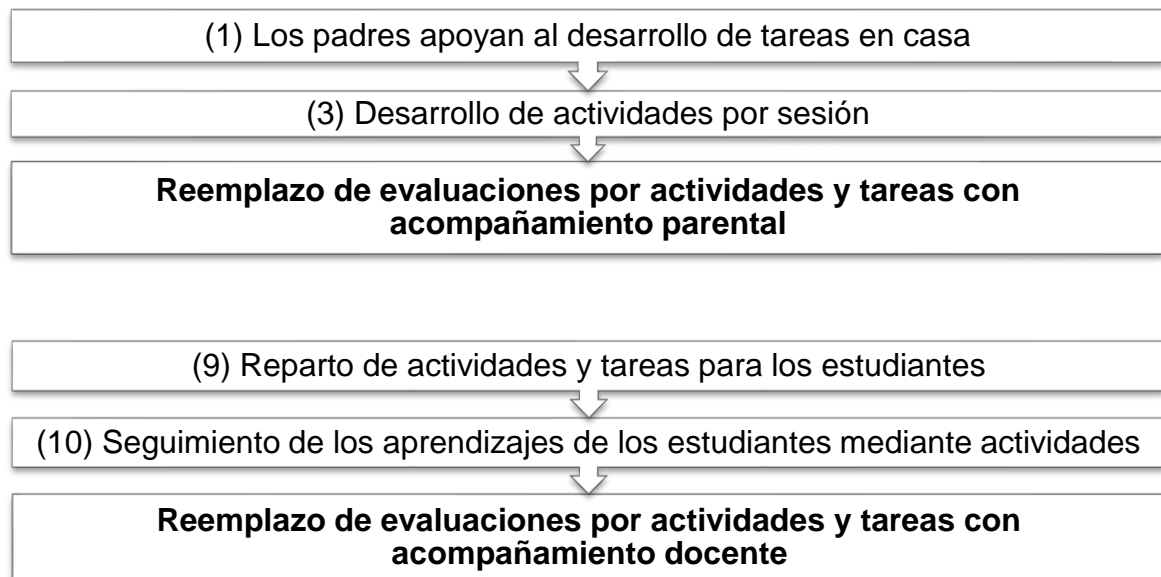 (1) Los padres apoyan al desarrollo de tareas en casa
(3) Desarrollo de actividades por sesión
Reemplazo de evaluaciones por actividades y tareas con
acompañamiento parental
(9) Reparto de actividades y tareas para los estudiantes
(10) Seguimiento de los aprendizajes de los estudiantes mediante actividades
Reemplazo de evaluaciones por actividades y tareas con
acompañamiento docente